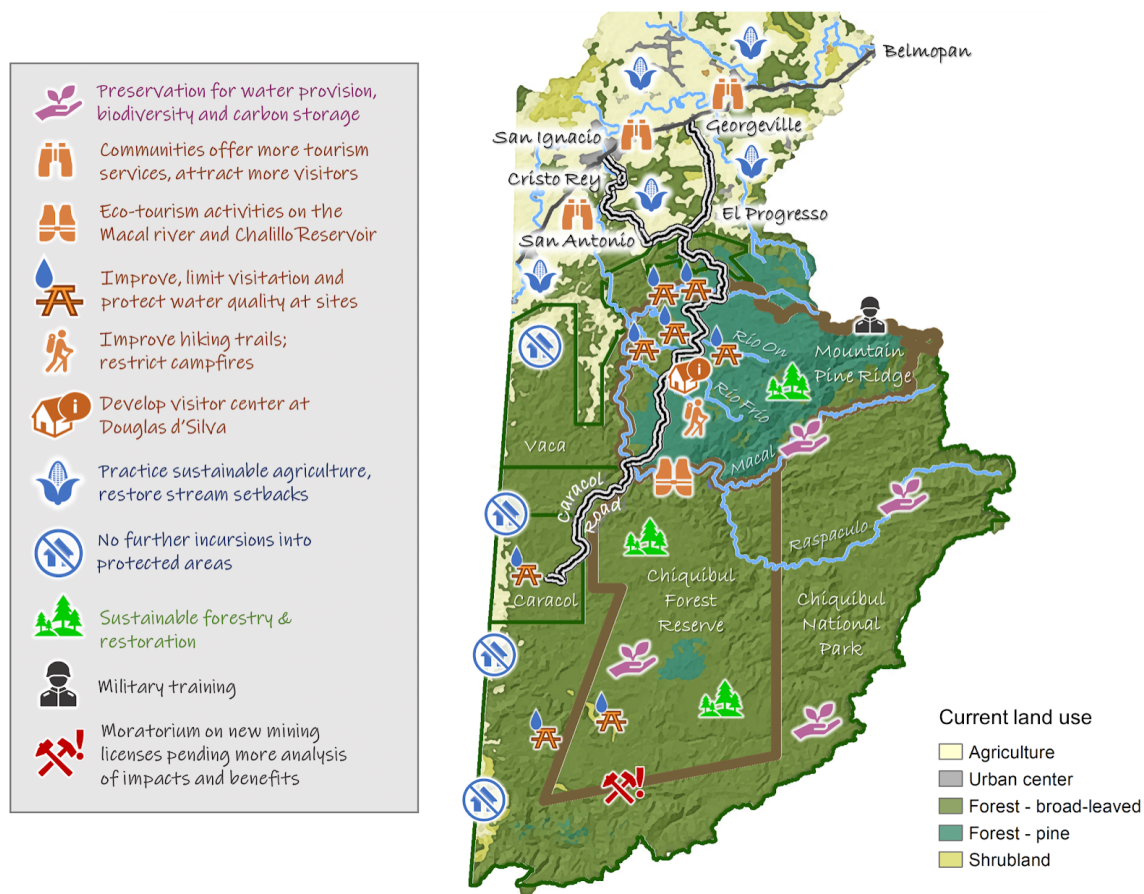 Preservation for water provision,
biodiversity and carbon storage
Communities offer more tourism
services, attract more visitors
Eco-tourism activities on the
Macal river and Chalillo Reservoir
Improve, limit visitation and
protect water quality at sites
Improve hiking trails;
restrict campfires
Develop visitor center at
Douglas d'Silva
Practice sustainable agriculture,
restore stream setbacks
No further incursions into
protected areas
Sustainable forestry &
restoration
Military training
Moratorium on new mining
licenses pending more analysis
of impacts and benefits
Belmopan
Georgeville
San Ignacio
Cristo Rey
El Progresso
San Antonio
Río On
Mountain
Pine Ridge
Río Frío
Vaca
Macal
Caracol
Road
Raspaculo
Caracol
Chiquibul
Forest
Reserve
Chiquibul
National
Park
Current land use
Agriculture
Urban center
Forest - broad-leaved
Forest - pine
Shrubland